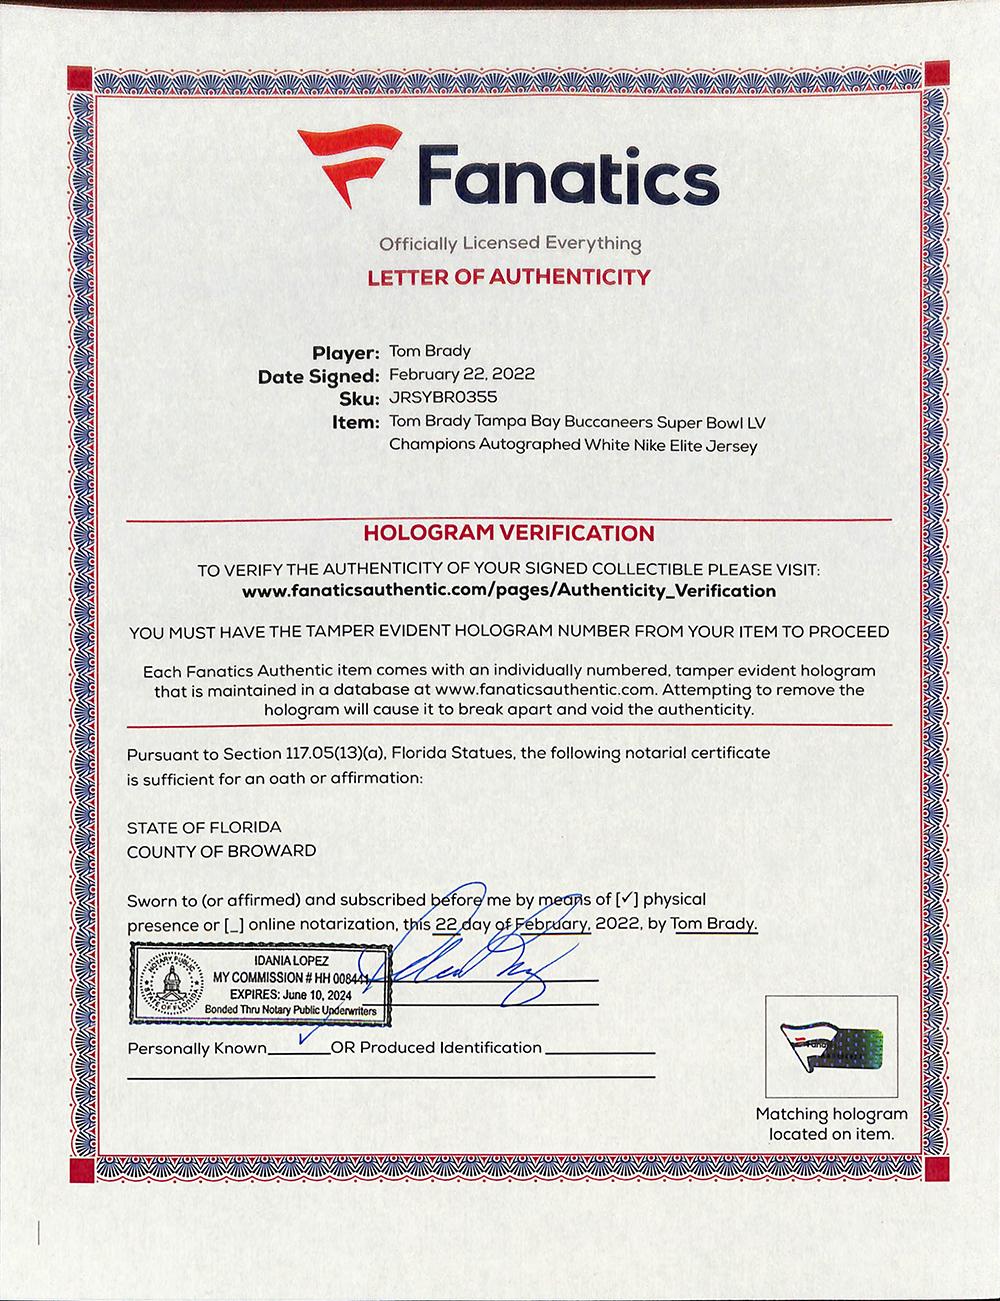 Fanatics
Officially Licensed Everything
LETTER OF AUTHENTICITY
Player: Tom Brady
Date Signed: February 22, 2022
Sku: JRSYBR0355
Item: Tom Brady Tampa Bay Buccaneers Super Bowl LV
Champions Autographed White Nike Elite Jersey
HOLOGRAM VERIFICATION
TO VERIFY THE AUTHENTICITY OF YOUR SIGNED COLLECTIBLE PLEASE VISIT:
www.fanaticsauthentic.com/pages/Authenticity_Verification
YOU MUST HAVE THE TAMPER EVIDENT HOLOGRAM NUMBER FROM YOUR ITEM TO PROCEED
Each Fanatics Authentic item comes with an individually numbered, tamper evident hologram
that is maintained in a database at www.fanaticsauthentic.com. Attempting to remove the
hologram will cause it to break apart and void the authenticity.
Pursuant to Section 117.05(13)(a), Florida Statues, the following notarial certificate
is sufficient for an oath or affirmation:
STATE OF FLORIDA
COUNTY OF BROWARD
Sworn to (or affirmed) and subscribed before me by means of [✓] physical
presence or [_] online notarization, this 22 day of February, 2022, by Tom Brady.
NOTARY PUBLIC
STATE OF FLORIDA
IDANIA LOPEZ
MY COMMISSION # HH 008441
EXPIRES: June 10, 2024
Bonded Thru Notary Public Underwriters
Personally Known ✓ OR Produced Identification
Matching hologram
located on item.